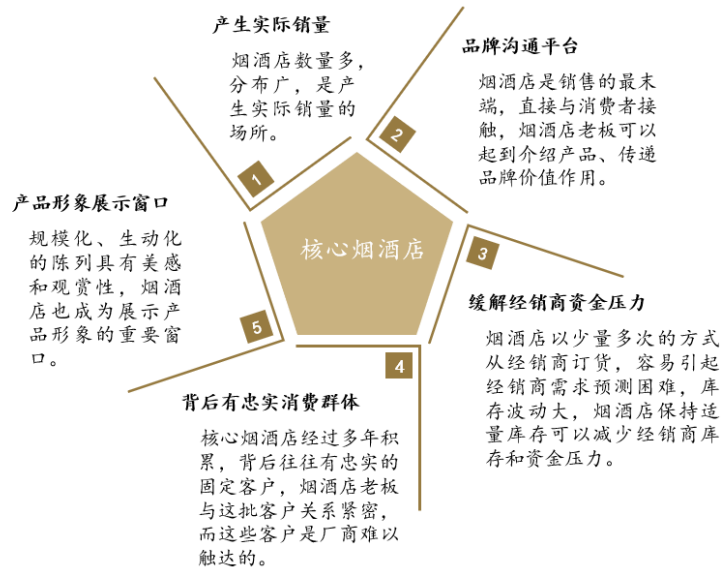 产生实际销量
烟酒店数量多，
分布广，是产
生实际销量的
场所。
1
品牌沟通平台
烟酒店是销售的最末
端，直接与消费者接
触，烟酒店老板可以
起到介绍产品、传递
品牌价值作用。
2
核心烟酒店
3
缓解经销商资金压力
烟酒店以少量多次的方式
从经销商订货，容易引起
经销商需求预测困难，库
存波动大，烟酒店保持适
量库存可以减少经销商库
存和资金压力。
4
背后有忠实消费群体
核心烟酒店经过多年积
累，背后往往有忠实的
固定客户，烟酒店老板
与这批客户关系紧密，
而这些客户是厂商难以
触达的。
5
产品形象展示窗口
规模化、生动化
的陈列具有美感
和观赏性，烟酒
店也成为展示产
品形象的重要窗
口。